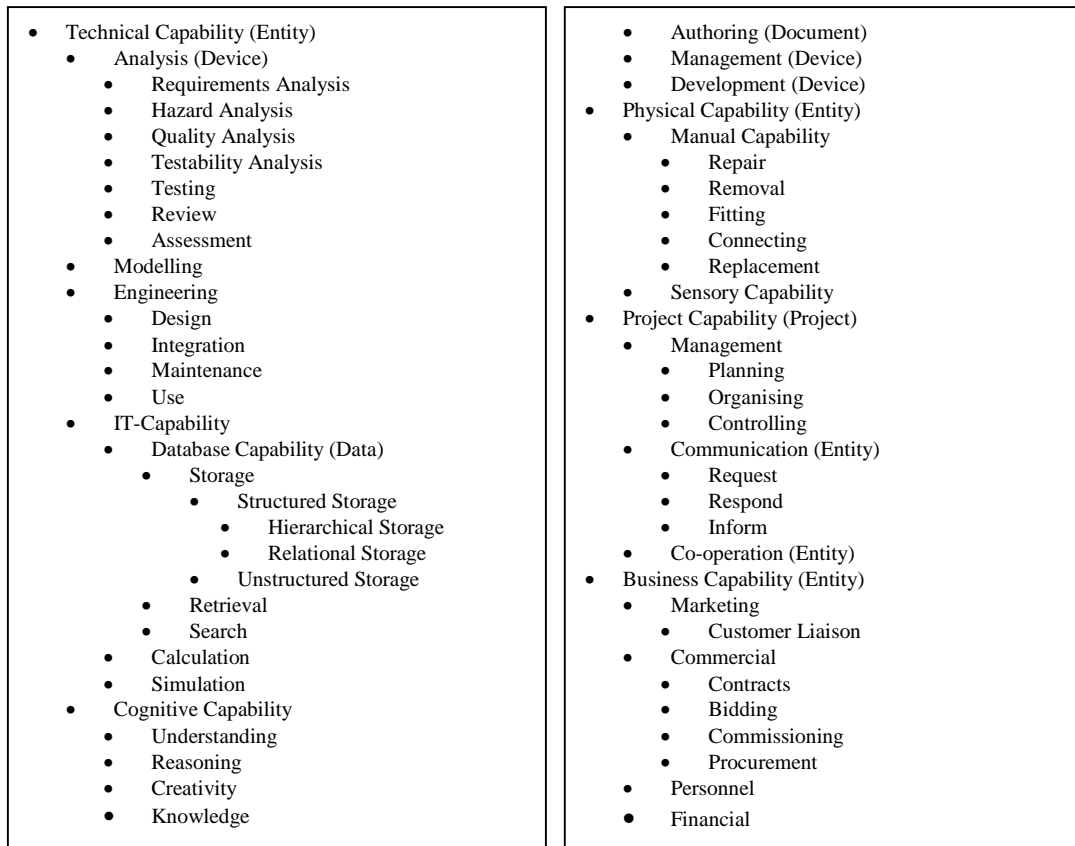 • Technical Capability (Entity)
• Analysis (Device)
• Requirements Analysis
• Hazard Analysis
• Quality Analysis
• Testability Analysis
• Testing
• Review
• Assessment
• Modelling
• Engineering
• Design
• Integration
• Maintenance
• Use
• IT-Capability
• Database Capability (Data)
• Storage
• Structured Storage
• Hierarchical Storage
• Relational Storage
• Unstructured Storage
• Retrieval
• Search
• Calculation
• Simulation
• Cognitive Capability
• Understanding
• Reasoning
• Creativity
• Knowledge
• Authoring (Document)
• Management (Device)
• Development (Device)
• Physical Capability (Entity)
• Manual Capability
• Repair
• Removal
• Fitting
• Connecting
• Replacement
• Sensory Capability
• Project Capability (Project)
• Management
• Planning
• Organising
• Controlling
• Communication (Entity)
• Request
• Respond
• Inform
• Co-operation (Entity)
• Business Capability (Entity)
• Marketing
• Customer Liaison
• Commercial
• Contracts
• Bidding
• Commissioning
• Procurement
• Personnel
• Financial